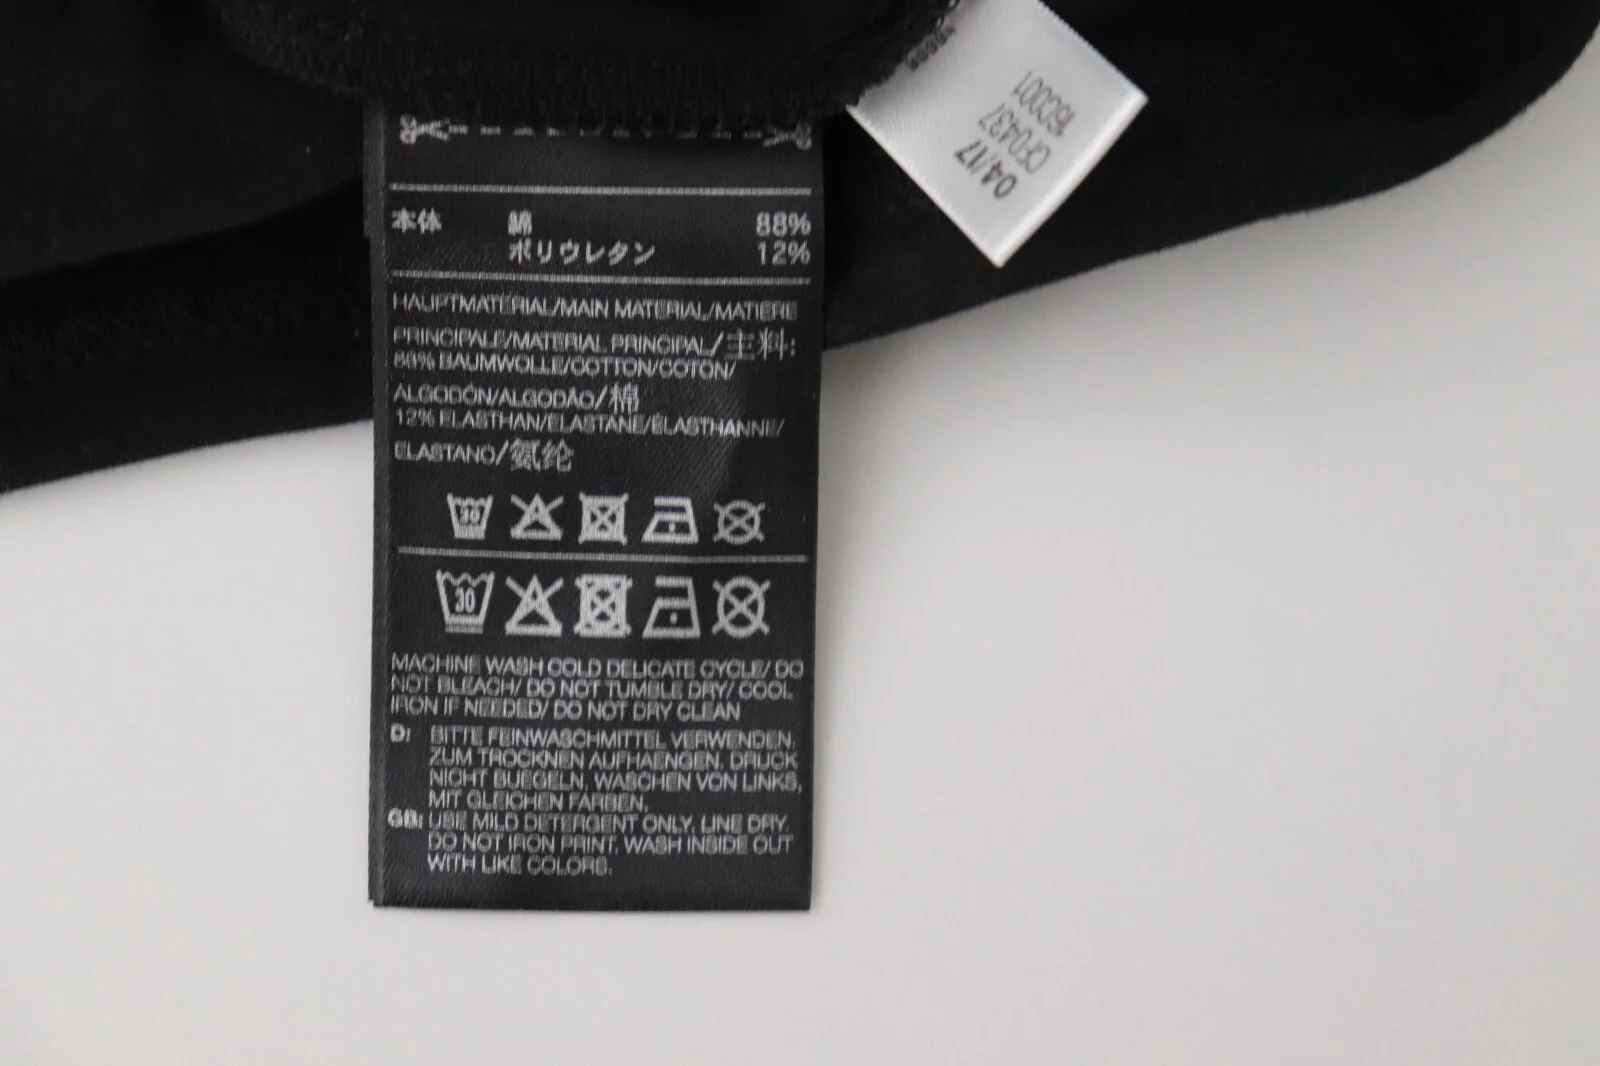 本体 綿 88%
ポリウレタン 12%
HAUPTMATERIAL/MAIN MATERIAL/MATIERE
PRINCIPALE/MATERIAL PRINCIPAL/主料:
88% BAUMWOLLE/COTTON/COTON/
ALGODÓN/ALGODÃO/棉
12% ELASTHAN/ELASTANE/ÉLASTHANNE/
ELASTANO/氨纶
30
30
MACHINE WASH COLD DELICATE CYCLE/ DO
NOT BLEACH/ DO NOT TUMBLE DRY/ COOL
IRON IF NEEDED/ DO NOT DRY CLEAN
D: BITTE FEINWASCHMITTEL VERWENDEN.
ZUM TROCKNEN AUFHAENGEN. DRUCK
NICHT BUEGELN. WASCHEN VON LINKS,
MIT GLEICHEN FARBEN.
GB: USE MILD DETERGENT ONLY. LINE DRY.
DO NOT IRON PRINT. WASH INSIDE OUT
WITH LIKE COLORS.
04/17
CF0437
16C0001